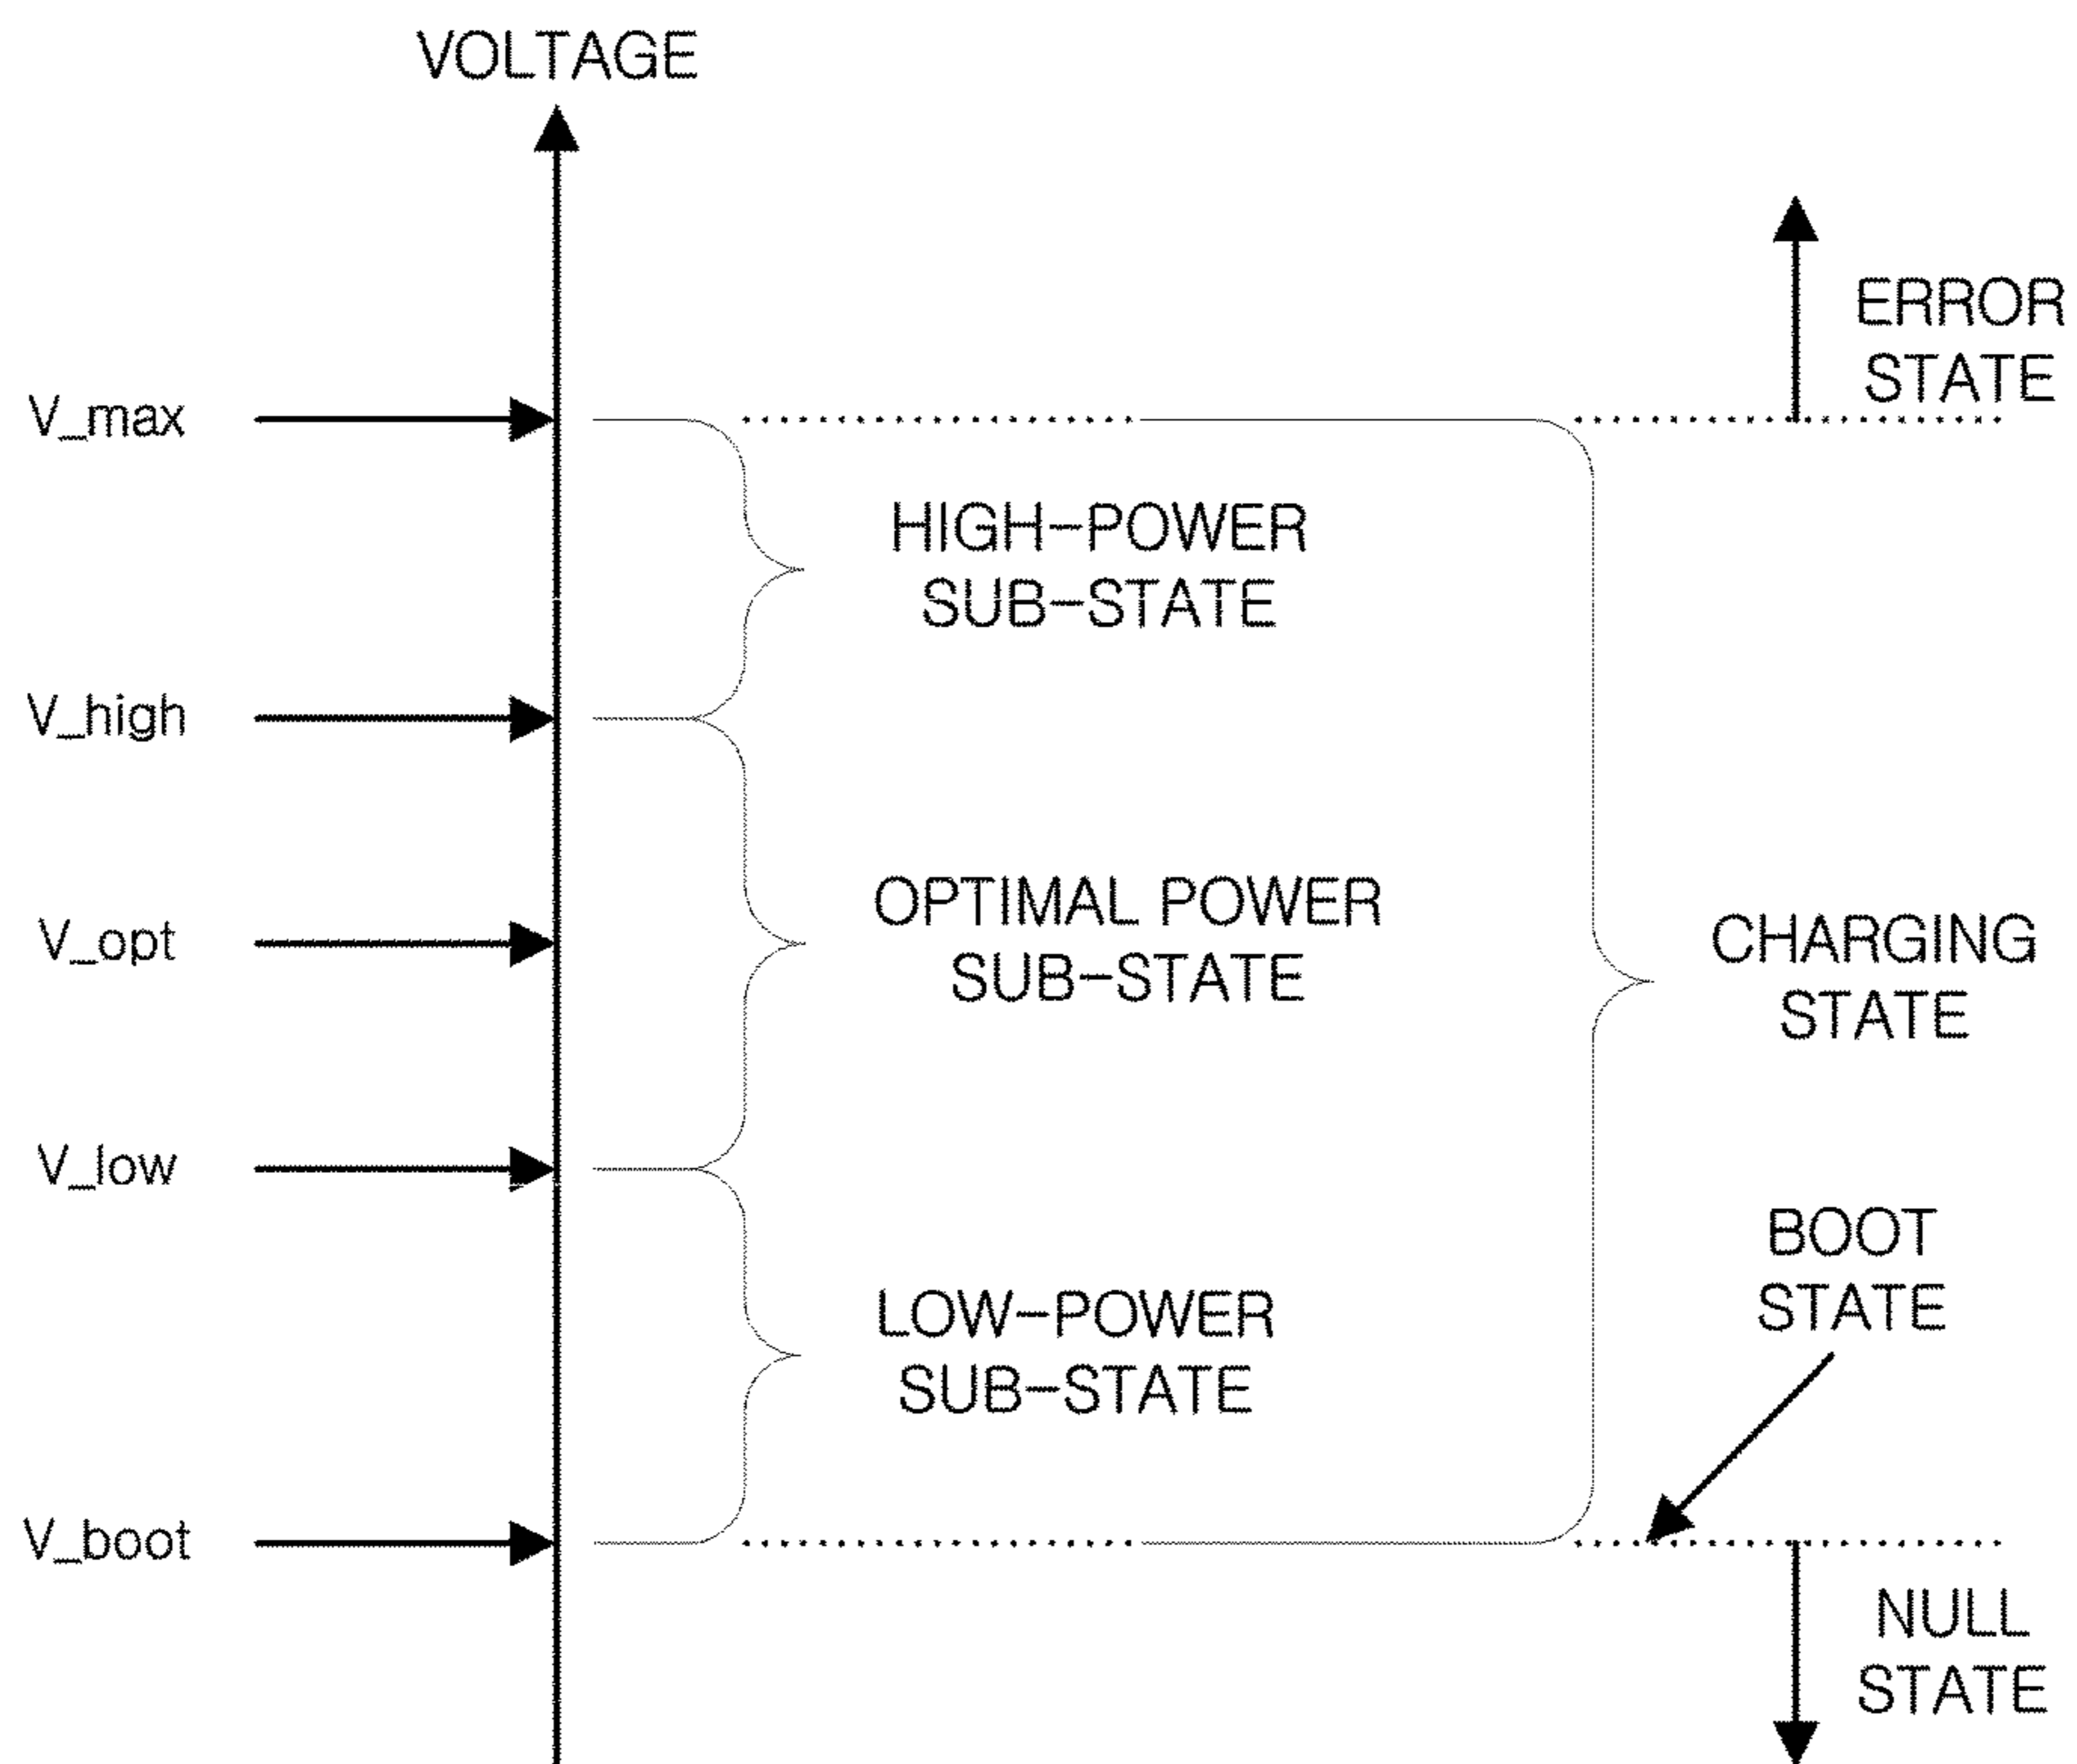 VOLTAGE
ERROR
STATE
V_max
HIGH-POWER
SUB-STATE
V_high
OPTIMAL POWER
SUB-STATE
V_opt
CHARGING
STATE
V_low
BOOT
STATE
LOW-POWER
SUB-STATE
V_boot
NULL
STATE